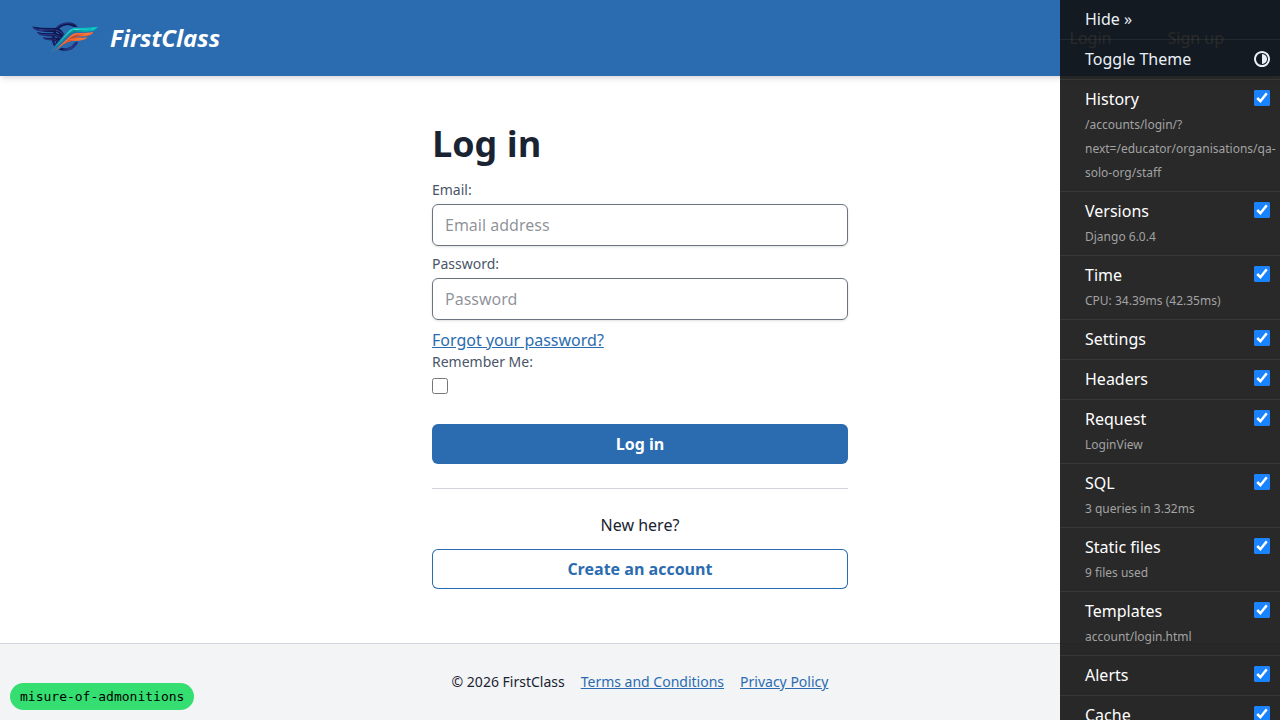 FirstClass
Login
Sign up
Log in
Email:
Email address
Password:
Password
Forgot your password?
Remember Me:
Log in
New here?
Create an account
© 2026 FirstClass
Terms and Conditions
Privacy Policy
misure-of-admonitions
Hide »
Toggle Theme
History
/accounts/login/?
next=/educator/organisations/qa-
solo-org/staff
Versions
Django 6.0.4
Time
CPU: 34.39ms (42.35ms)
Settings
Headers
Request
LoginView
SQL
3 queries in 3.32ms
Static files
9 files used
Templates
account/login.html
Alerts
Cache